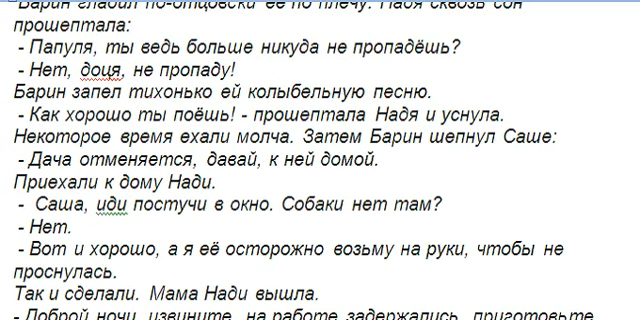 Барин гладил по-отцовски её по плечу. Надя сквозь сон
прошептала:
- Папуля, ты ведь больше никуда не пропадёшь?
- Нет, доця, не пропаду!
Барин запел тихонько ей колыбельную песню.
- Как хорошо ты поёшь! - прошептала Надя и уснула.
Некоторое время ехали молча. Затем Барин шепнул Саше:
- Дача отменяется, давай, к ней домой.
Приехали к дому Нади.
- Саша, иди постучи в окно. Собаки нет там?
- Нет.
- Вот и хорошо, а я её осторожно возьму на руки, чтобы не
проснулась.
Так и сделали. Мама Нади вышла.
- Доброй ночи, извините, на работе задержались, приготовьте